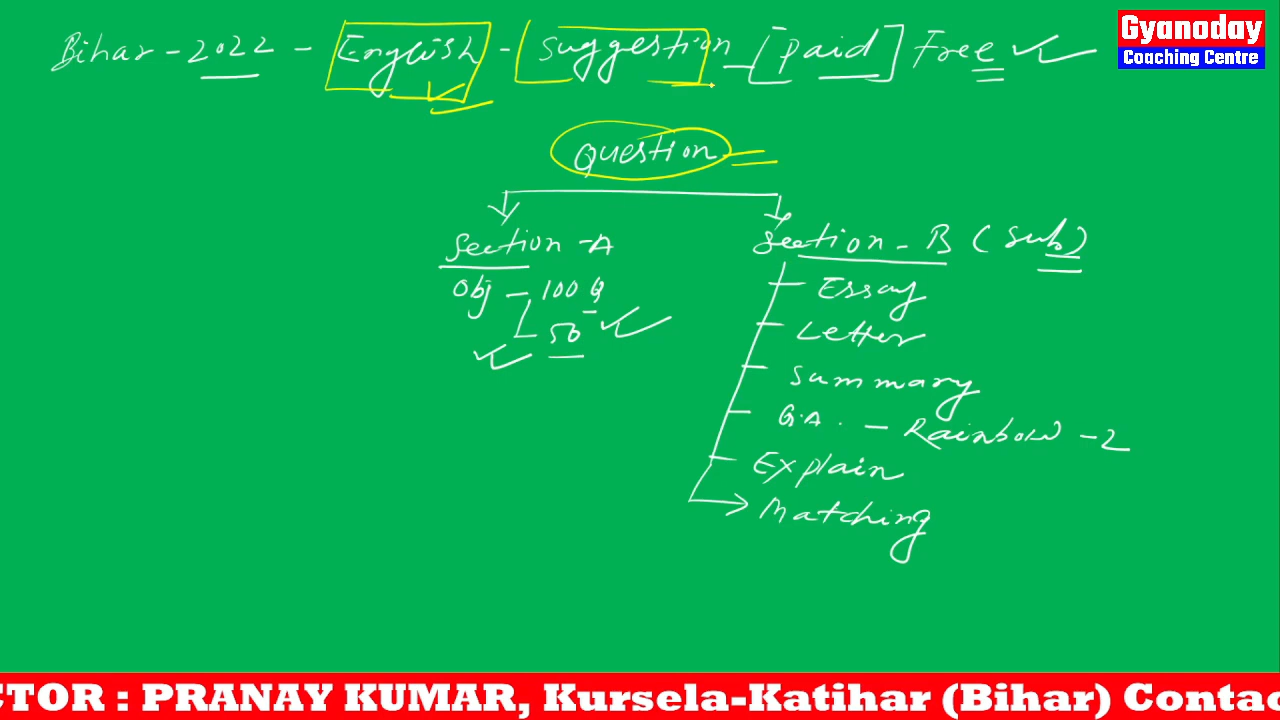 Bihar - 2022 - English - Suggestion - [paid] Free
Gyanoday
Coaching Centre
Question
Section - A
Obj - 100 Q
50
Section - B (Sub)
Essay
Letter
Summary
Q.A. - Rainbow - 2
Explain
Matching
CTOR : PRANAY KUMAR, Kursela-Katihar (Bihar) Contac